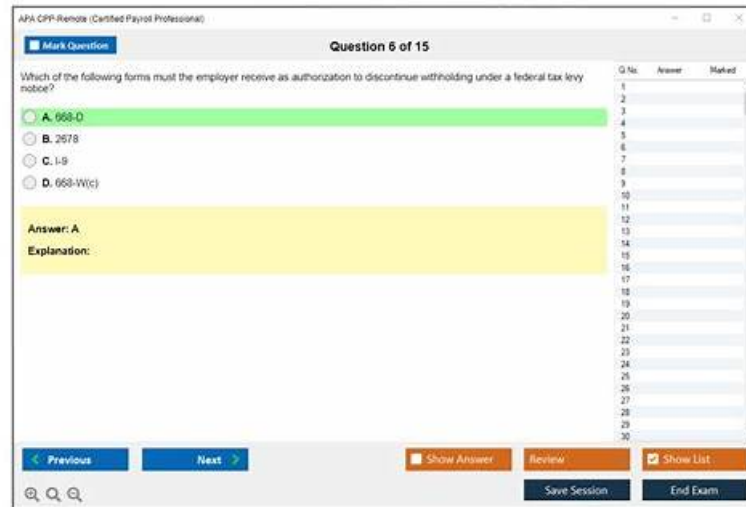 APA CPP-Remote (Certified Payroll Professional)
Mark Question
Question 6 of 15
Which of the following forms must the employer receive as authorization to discontinue withholding under a federal tax levy
notice?
A. 668-D
B. 2678
C. I-9
D. 668-W(c)
Answer: A
Explanation:
Q.No. Answer Marked
1
2
3
4
5
6
7
8
9
10
11
12
13
14
15
16
17
18
19
20
21
22
23
24
25
26
27
28
29
30
Previous
Next
Show Answer
Review
Show List
Save Session
End Exam